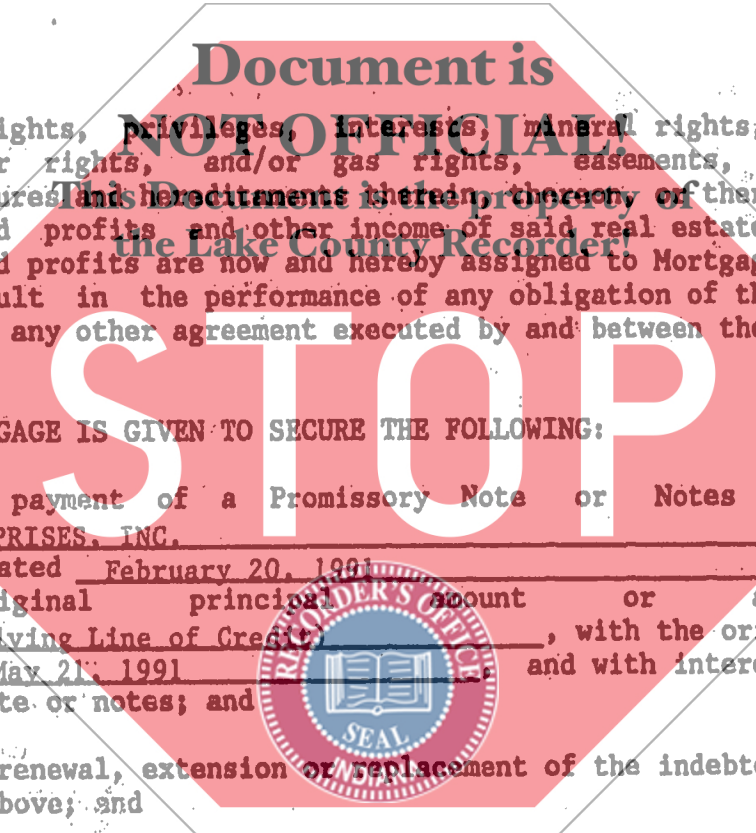 Document is
NOT OFFICIAL!
This Document is the property of
the Lake County Recorder!
STOP
ights, privileges, interests, mineral rights,
r rights, and/or gas rights, easements,
ures and hereditaments therein, thereon, of the
d profits and other income of said real estate
d profits are now and hereby assigned to Mortgag
ult in the performance of any obligation of th
any other agreement executed by and between the
GAGE IS GIVEN TO SECURE THE FOLLOWING:
payment of a Promissory Note or Notes
PRISES, INC.
ated February 20, 1991
iginal principal amount or
lving Line of Credit) , with the or
May 21, 1991 , and with inter
te or notes; and
renewal, extension or replacement of the indebt
bove; and
RECORDER'S OFFICE
SEAL
INDIANA